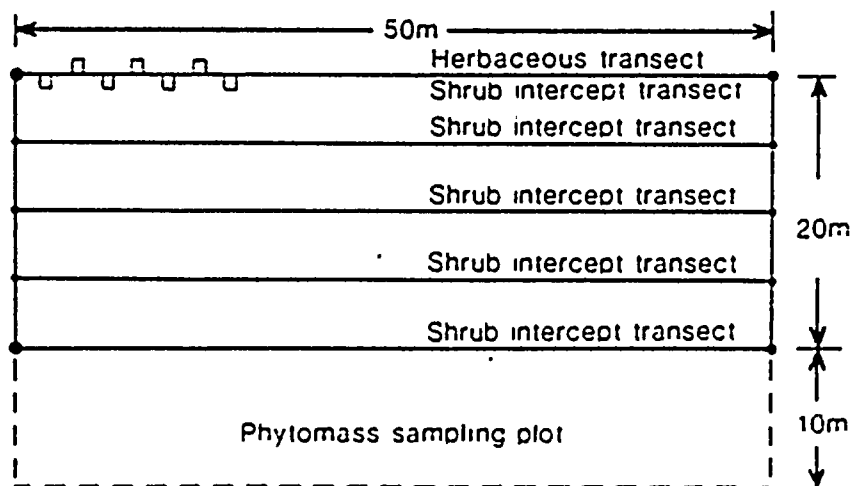 50m
Herbaceous transect
Shrub intercept transect
Shrub intercept transect
Shrub intercept transect
20m
Shrub intercept transect
Shrub intercept transect
Phytomass sampling plot
10m